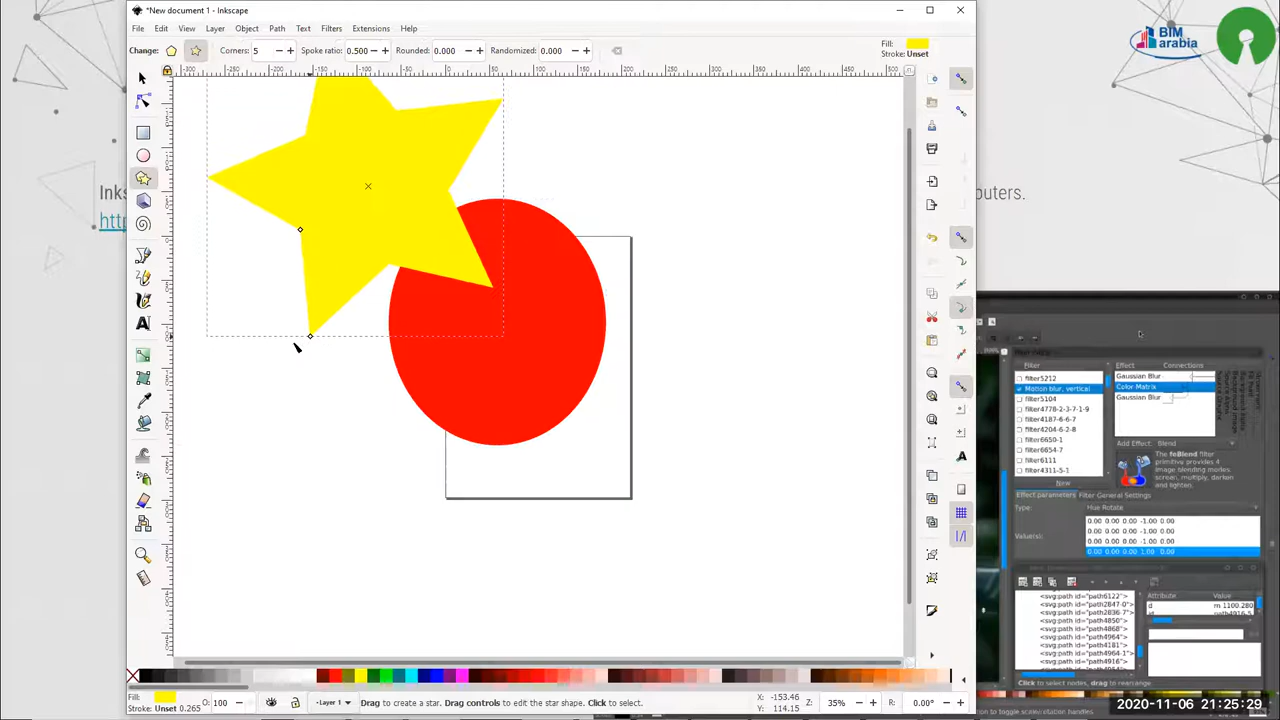 *New document 1 - Inkscape
File Edit View Layer Object Path Text Filters Extensions Help
Change: Corners: 5 Spoke ratio: 0.500 Rounded: 0.000 Randomized: 0.000
Fill:
Stroke: Unset
BIM
arabia
Inks
puters.
http
Filter
filter5212
Motion blur, vertical
filter5104
filter4778-2-3-7-1-9
filter4187-6-6-7
filter4204-6-2-8
filter6650-1
filter6654-7
filter6111
filter4311-5-1
New
Effect Connections
Gaussian Blur
Color Matrix
Gaussian Blur
Add Effect: Blend
The feBlend filter
primitive provides 4
image blending modes:
screen, multiply, darken
and lighten.
Effect parameters Filter General Settings
Type: Hue Rotate
Value(s):
0.00 0.00 0.00 -1.00 0.00
0.00 0.00 0.00 -1.00 0.00
0.00 0.00 0.00 -1.00 0.00
0.00 0.00 0.00 1.00 0.00
<svg:path id="path6122">
<svg:path id="path2847-0">
<svg:path id="path2836-7">
<svg:path id="path4850">
<svg:path id="path4868">
<svg:path id="path4964">
<svg:path id="path4181">
<svg:path id="path4964-1">
<svg:path id="path4916">
Attribute Value
d m 1100.280
id path4916-5
Click to select nodes, drag to rearrange.
Fill:
Stroke: Unset 0.265
O: 100
Layer 1
Drag to create a star. Drag controls to edit the star shape. Click to select.
X: -153.45
Y: 114.15
Z: 35%
R: 0.00°
2020-11-06 21:25:29